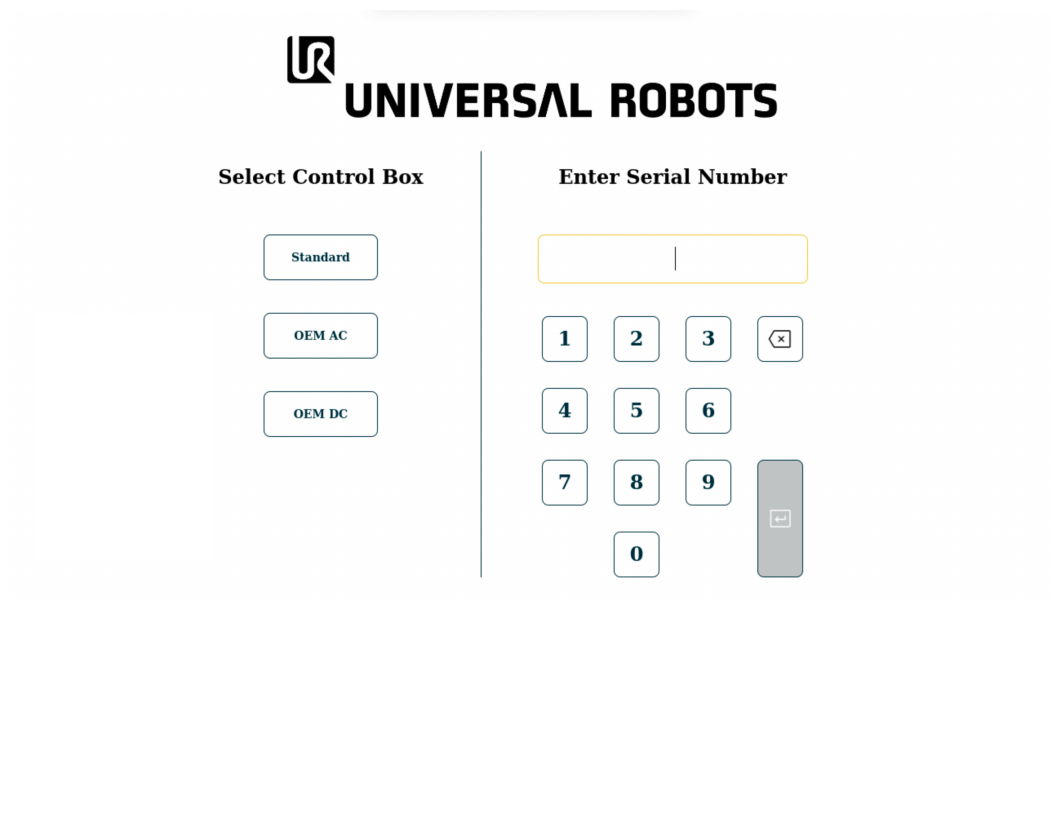 UR
UNIVERSAL ROBOTS
Select Control Box
Enter Serial Number
Standard
OEM AC
OEM DC
1 2 3
4 5 6
7 8 9
0